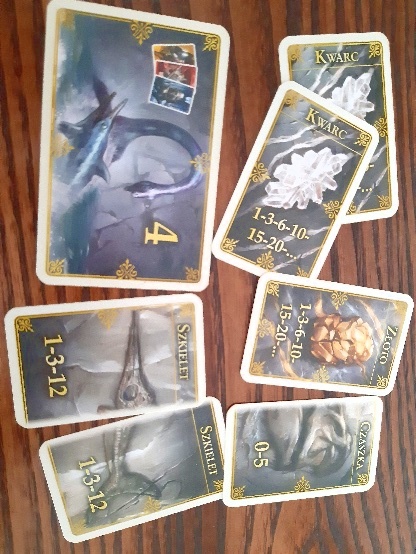 4
KWARC
KWARC
1-3-6-10-
15-20-...
ZŁOTO
1-3-6-10-
15-20-...
SZKIELET
1-3-12
CZASZKA
0-5
SZKIELET
1-3-12